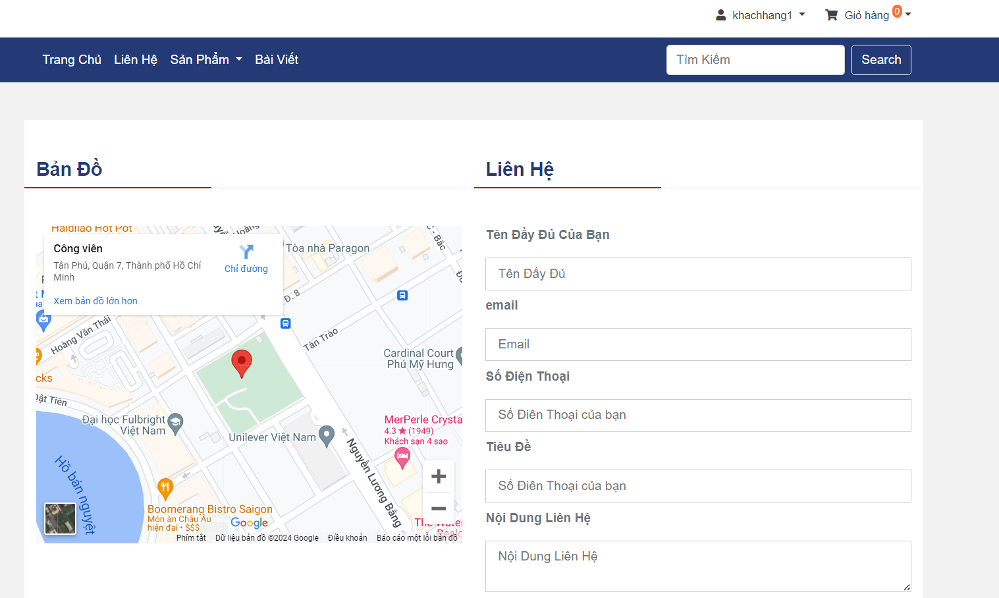 khachhang1
Giỏ hàng 0
Trang Chủ Liên Hệ Sản Phẩm Bài Viết
Tìm Kiếm Search
Bản Đồ
Haidilao Hot Pot
Công viên
Tân Phú, Quận 7, Thành phố Hồ Chí
Minh
Chỉ đường
Xem bản đồ lớn hơn
Tòa nhà Paragon
Đ. 8
Hoàng Văn Thái
Tân Trào
Cardinal Court
Phú Mỹ Hưng
cks
Đại học Fulbright
Việt Nam
Unilever Việt Nam
MerPerle Crysta
4.3 ★ (1949)
Khách sạn 4 sao
Nguyễn Lương Bằng
Hồ bán nguyệt
Boomerang Bistro Saigon
Món ăn Châu Âu
hiện đại • $$$
Google
Phím tắt Dữ liệu bản đồ ©2024 Google Điều khoản Báo cáo một lỗi bản đồ
Liên Hệ
Tên Đầy Đủ Của Bạn
Tên Đầy Đủ
email
Email
Số Điện Thoại
Số Điên Thoại của bạn
Tiêu Đề
Số Điên Thoại của bạn
Nội Dung Liên Hệ
Nội Dung Liên Hệ